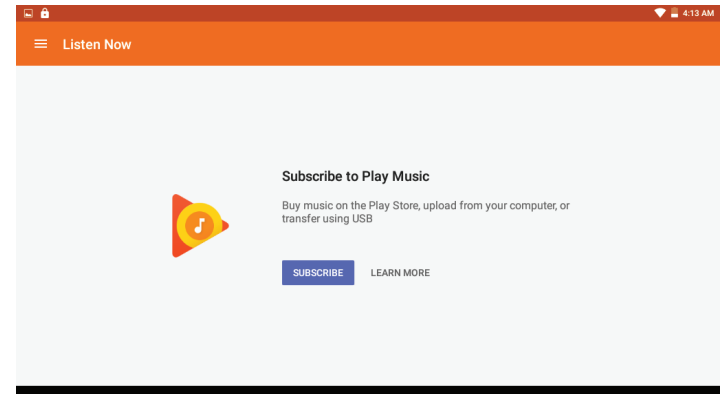 4:13 AM
Listen Now
Subscribe to Play Music
Buy music on the Play Store, upload from your computer, or
transfer using USB
SUBSCRIBE LEARN MORE